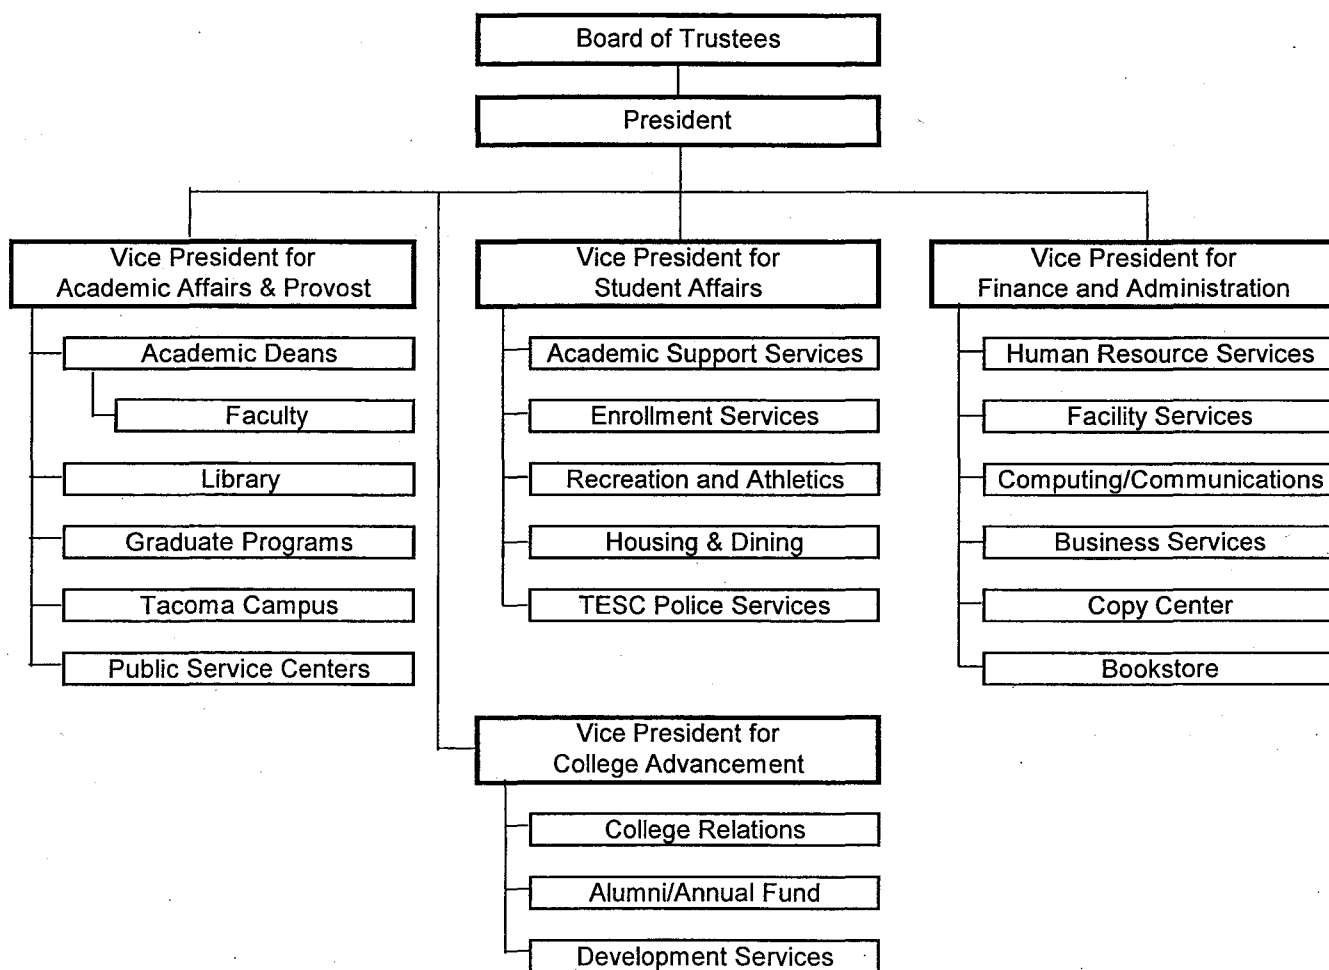 Board of Trustees
President
Vice President for
Academic Affairs & Provost
Academic Deans
Faculty
Library
Graduate Programs
Tacoma Campus
Public Service Centers
Vice President for
Student Affairs
Academic Support Services
Enrollment Services
Recreation and Athletics
Housing & Dining
TESC Police Services
Vice President for
Finance and Administration
Human Resource Services
Facility Services
Computing/Communications
Business Services
Copy Center
Bookstore
Vice President for
College Advancement
College Relations
Alumni/Annual Fund
Development Services